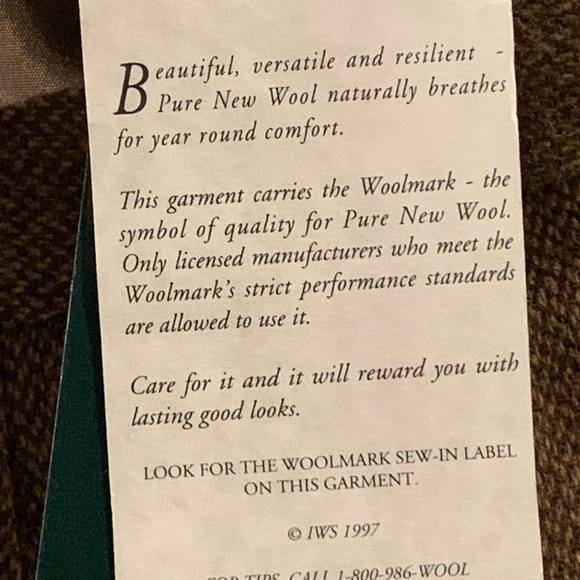 Beautiful, versatile and resilient -
Pure New Wool naturally breathes
for year round comfort.
This garment carries the Woolmark - the
symbol of quality for Pure New Wool.
Only licensed manufacturers who meet the
Woolmark's strict performance standards
are allowed to use it.
Care for it and it will reward you with
lasting good looks.
LOOK FOR THE WOOLMARK SEW-IN LABEL
ON THIS GARMENT.
© IWS 1997
FOR TIPS, CALL 1-800-986-WOOL